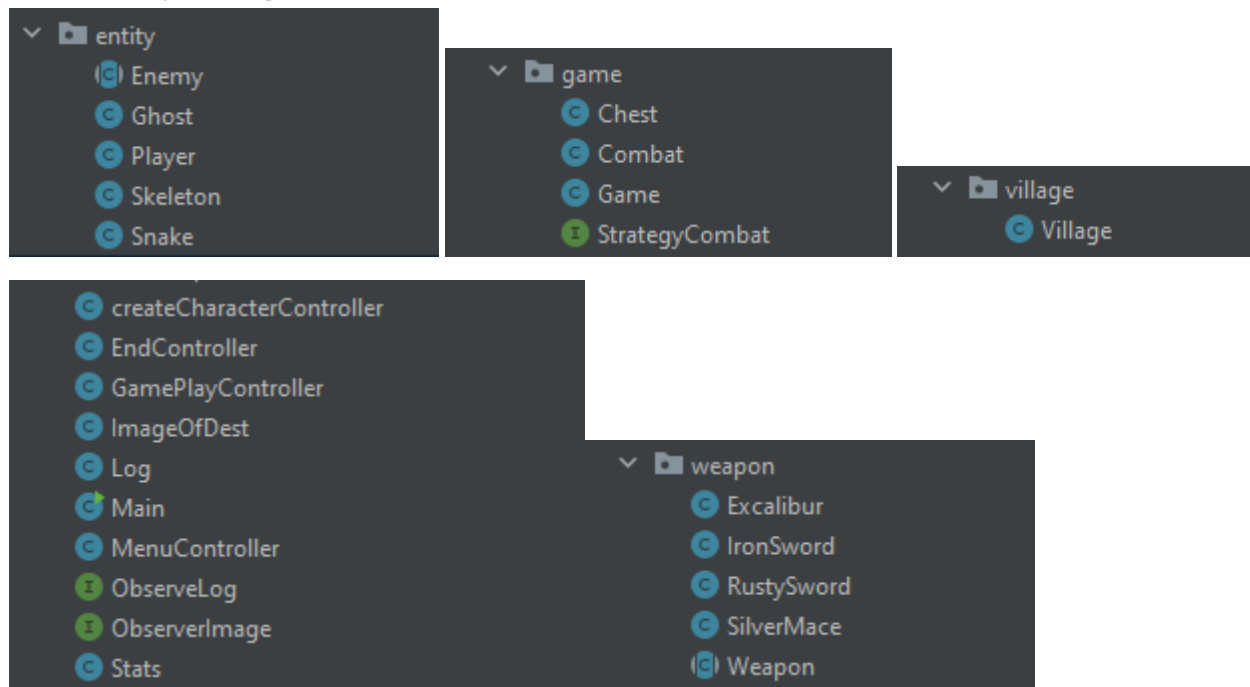 entity
Enemy
Ghost
Player
Skeleton
Snake
game
Chest
Combat
Game
StrategyCombat
village
Village
createCharacterController
EndController
GamePlayController
ImageOfDest
Log
Main
MenuController
ObserveLog
ObserverImage
Stats
weapon
Excalibur
IronSword
RustySword
SilverMace
Weapon